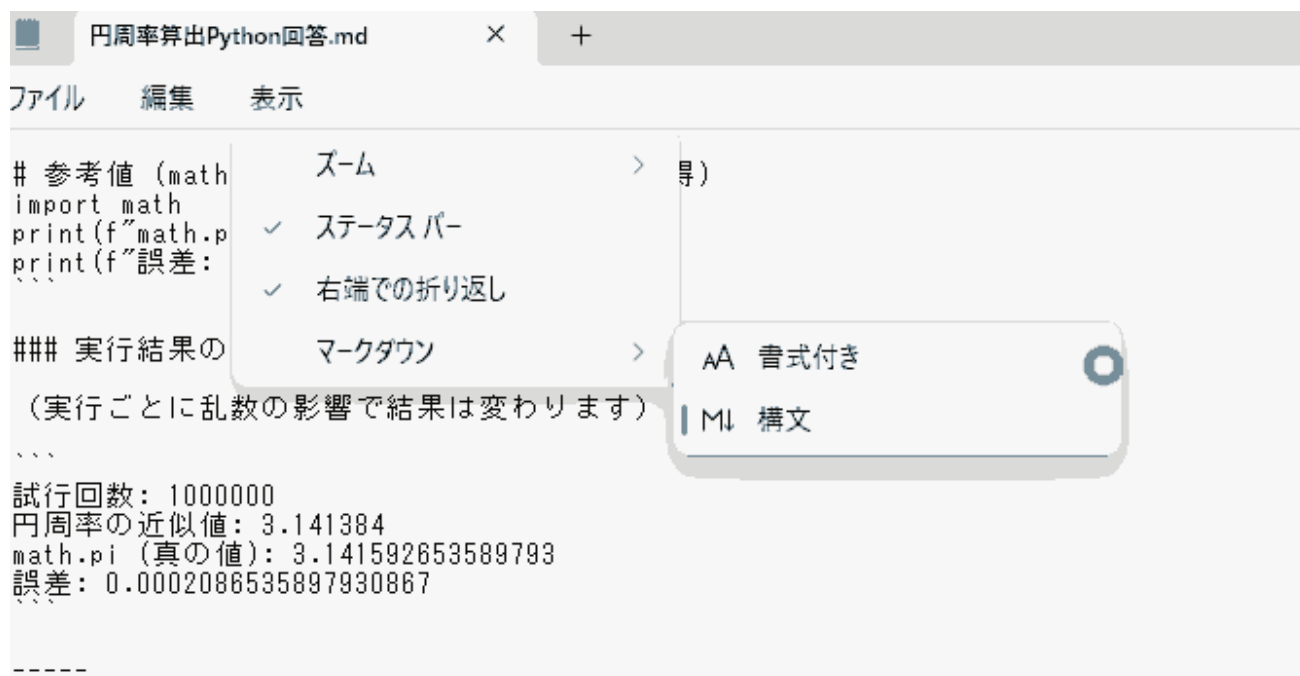 円周率算出Python回答.md × +
ファイル 編集 表示
# 参考値 (math 得)
import math
print(f"math.p
print(f"誤差:
```
ズーム
ステータス バー
右端での折り返し
マークダウン
書式付き
M↓ 構文
### 実行結果の
(実行ごとに乱数の影響で結果は変わります)
```
試行回数: 1000000
円周率の近似値: 3.141384
math.pi (真の値): 3.141592653589793
誤差: 0.0002086535897930867
```
-----